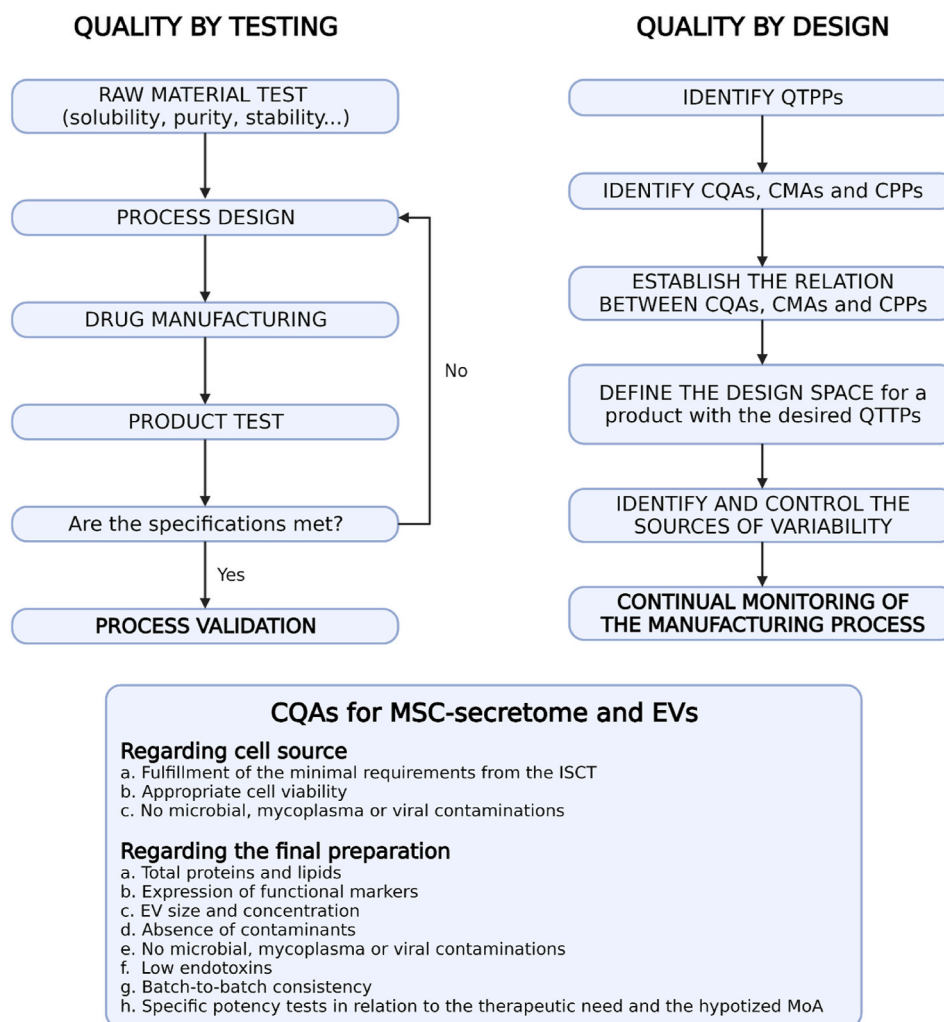 QUALITY BY TESTING
RAW MATERIAL TEST
(solubility, purity, stability...)
PROCESS DESIGN
DRUG MANUFACTURING
PRODUCT TEST
Are the specifications met?
No
Yes
PROCESS VALIDATION
QUALITY BY DESIGN
IDENTIFY QTPPs
IDENTIFY CQAs, CMAs and CPPs
ESTABLISH THE RELATION
BETWEEN CQAs, CMAs and CPPs
DEFINE THE DESIGN SPACE for a
product with the desired QTTPs
IDENTIFY AND CONTROL THE
SOURCES OF VARIABILITY
CONTINUAL MONITORING OF
THE MANUFACTURING PROCESS
CQAs for MSC-secretome and EVs
Regarding cell source
a. Fulfillment of the minimal requirements from the ISCT
b. Appropriate cell viability
c. No microbial, mycoplasma or viral contaminations
Regarding the final preparation
a. Total proteins and lipids
b. Expression of functional markers
c. EV size and concentration
d. Absence of contaminants
e. No microbial, mycoplasma or viral contaminations
f. Low endotoxins
g. Batch-to-batch consistency
h. Specific potency tests in relation to the therapeutic need and the hypotized MoA